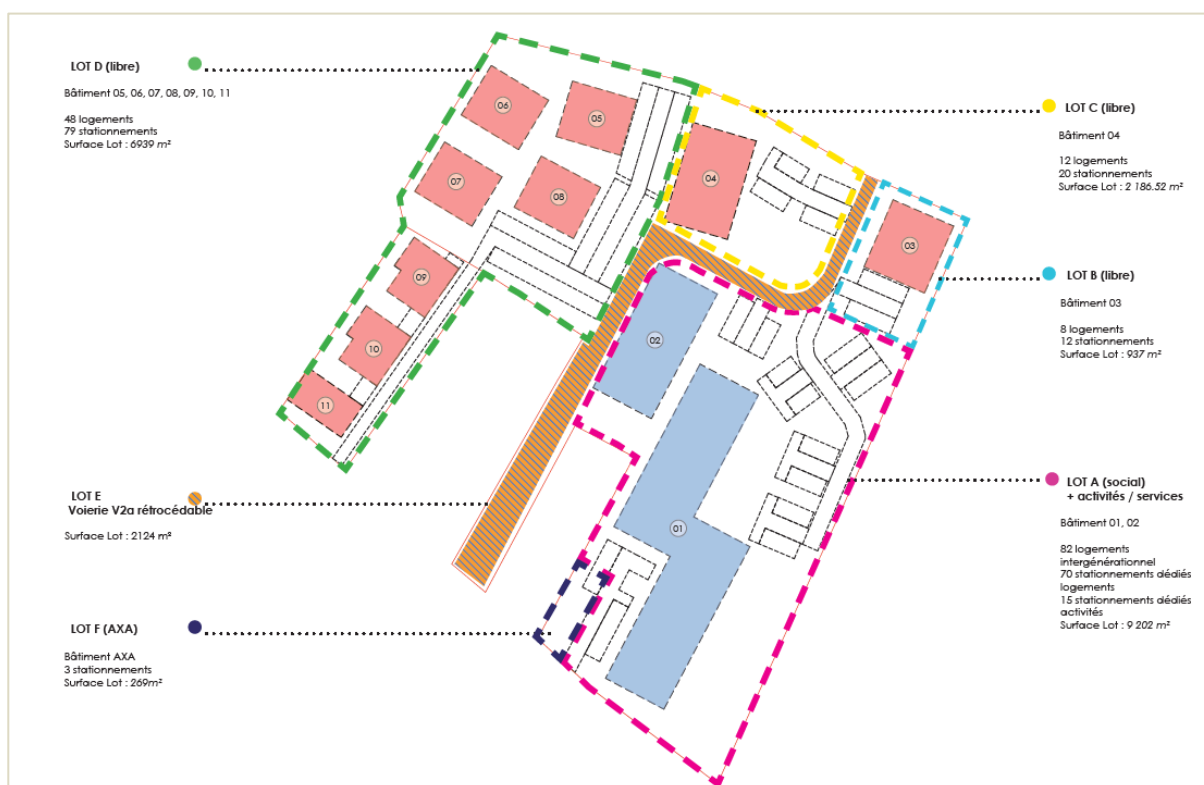 LOT D (libre)
Bâtiment 05, 06, 07, 08, 09, 10, 11
48 logements
79 stationnements
Surface Lot : 6939 m²
LOT E
Voierie V2a rétrocédable
Surface Lot : 2124 m²
LOT F (AXA)
Bâtiment AXA
3 stationnements
Surface Lot : 269m²
06
05
07
08
09
10
11
04
03
02
01
LOT C (libre)
Bâtiment 04
12 logements
20 stationnements
Surface Lot : 2 186.52 m²
LOT B (libre)
Bâtiment 03
8 logements
12 stationnements
Surface Lot : 937 m²
LOT A (social)
+ activités / services
Bâtiment 01, 02
82 logements
intergénérationnel
70 stationnements dédiés
logements
15 stationnements dédiés
activités
Surface Lot : 9 202 m²